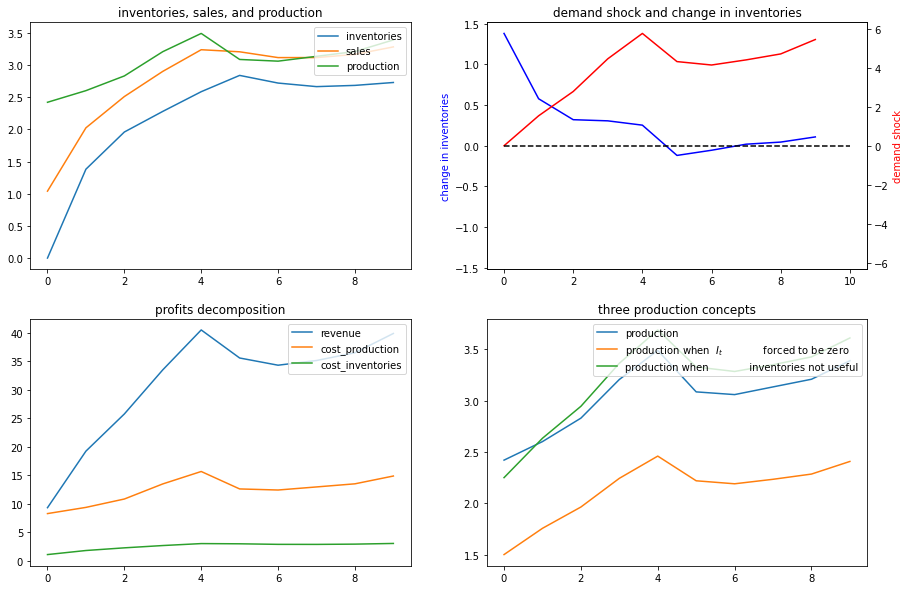 inventories, sales, and production
inventories
sales
production
3.5
3.0
2.5
2.0
1.5
1.0
0.5
0.0
0 2 4 6 8
demand shock and change in inventories
change in inventories
1.5
1.0
0.5
0.0
−0.5
−1.0
−1.5
6
4
2
0
−2
−4
−6
demand shock
0 2 4 6 8 10
profits decomposition
revenue
cost_production
cost_inventories
40
35
30
25
20
15
10
5
0
0 2 4 6 8
three production concepts
production
production when I_t forced to be zero
production when inventories not useful
3.5
3.0
2.5
2.0
1.5
0 2 4 6 8